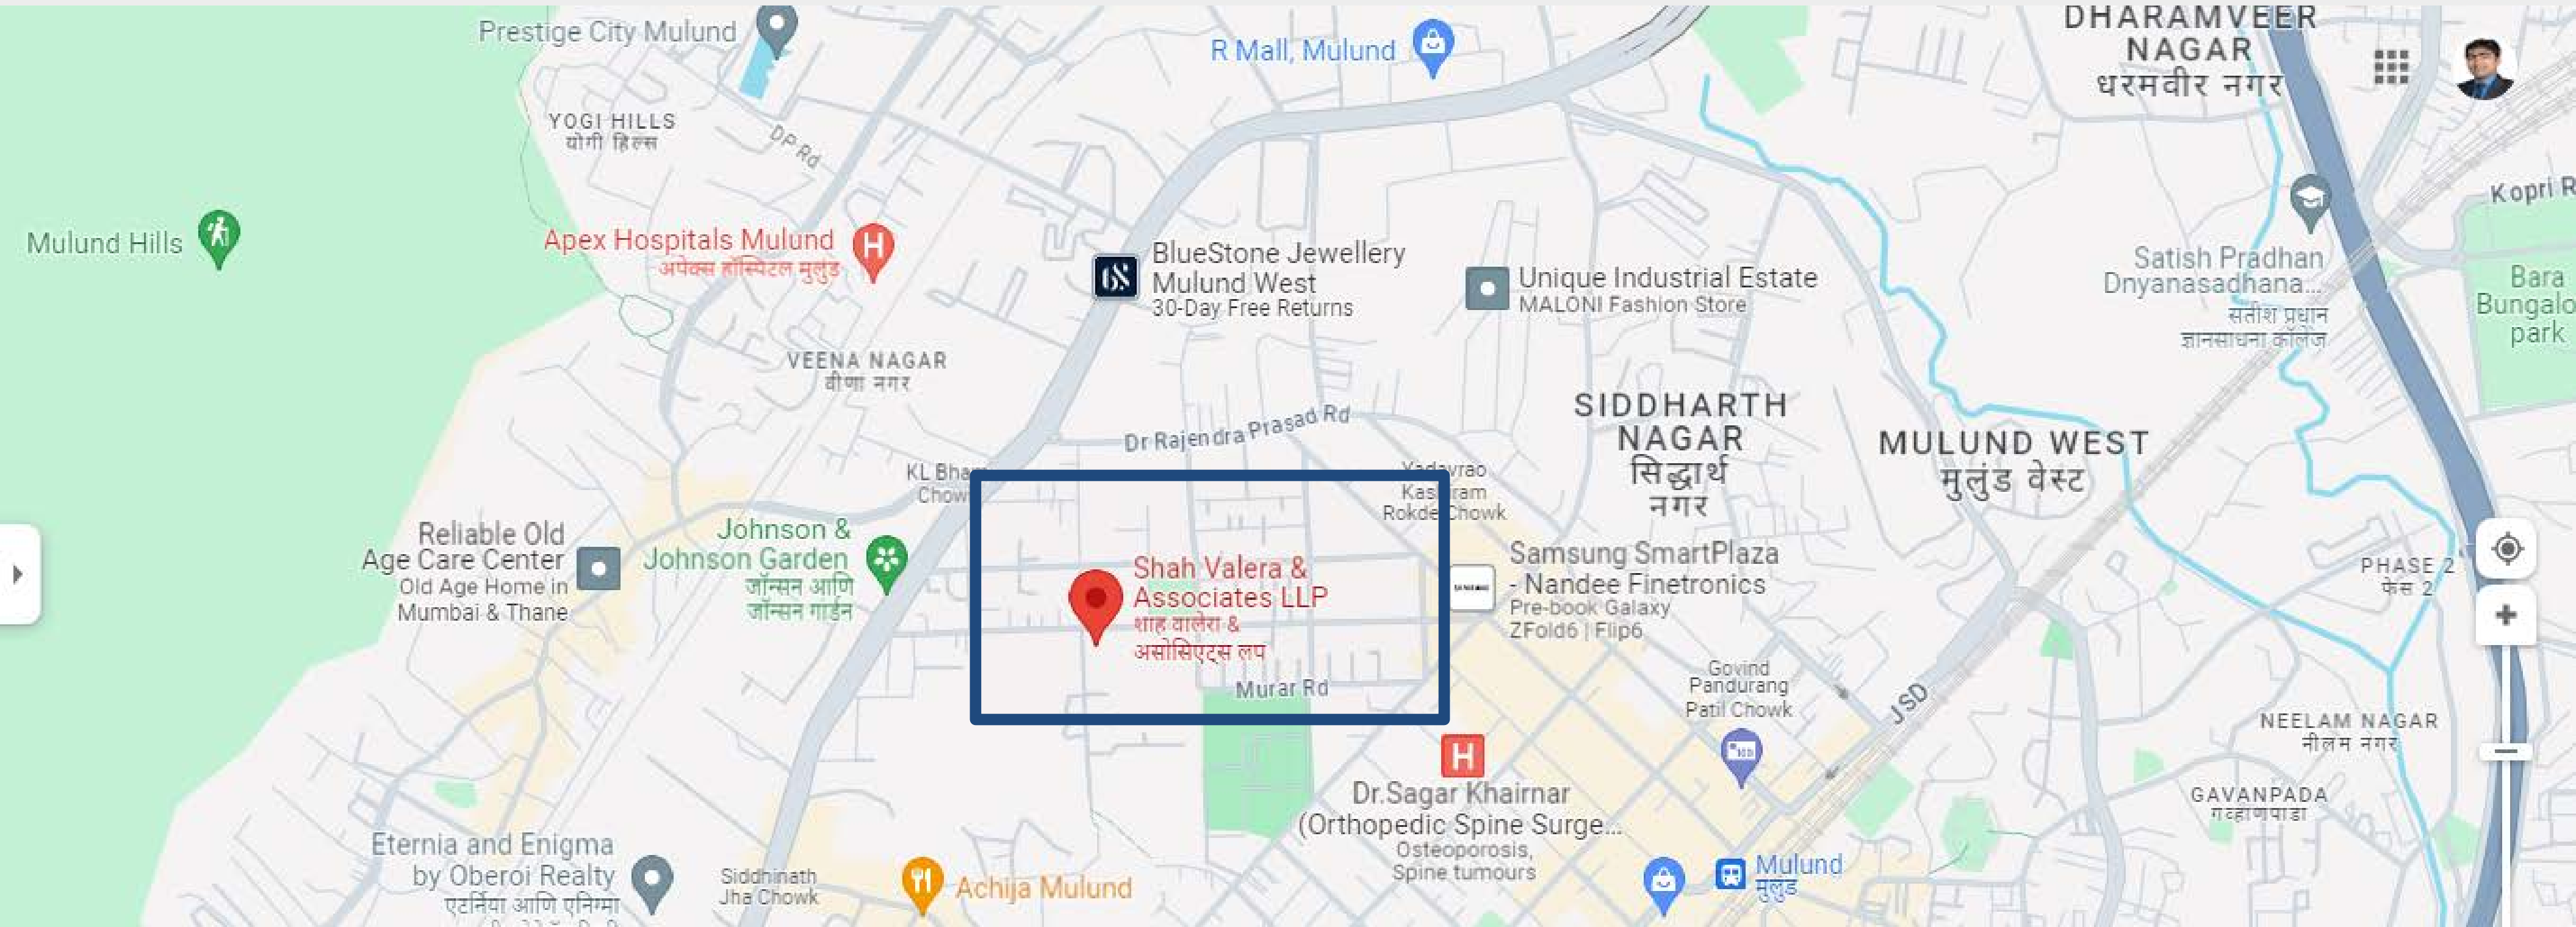 Prestige City Mulund
R Mall, Mulund
DHARAMVEER
NAGAR
धरमवीर नगर
YOGI HILLS
योगी हिल्स
DP Rd
Kopri R
Mulund Hills
Apex Hospitals Mulund
अपेक्स हॉस्पिटल मुलुंड
BlueStone Jewellery
Mulund West
30-Day Free Returns
Unique Industrial Estate
MALONI Fashion Store
Satish Pradhan
Dnyanasadhana...
सतीश प्रधान
ज्ञानसाधना कॉलेज
Bara
Bungalo
park
VEENA NAGAR
वीणा नगर
Dr Rajendra Prasad Rd
SIDDHARTH
NAGAR
सिद्धार्थ
नगर
MULUND WEST
मुलुंड वेस्ट
KL Bha
Chow
Yadavrao
Kashiram
Rokde Chowk
Reliable Old
Age Care Center
Old Age Home in
Mumbai & Thane
Johnson &
Johnson Garden
जॉन्सन आणि
जॉन्सन गार्डन
Shah Valera &
Associates LLP
शाह वालेरा &
असोसिएट्स लप
Samsung SmartPlaza
- Nandee Finetronics
Pre-book Galaxy
ZFold6 | Flip6
PHASE 2
फेस 2
Murar Rd
Govind
Pandurang
Patil Chowk
J SD
NEELAM NAGAR
नीलम नगर
GAVANPADA
गव्हाणपाडा
Dr.Sagar Khairnar
(Orthopedic Spine Surge...
Osteoporosis,
Spine tumours
Eternia and Enigma
by Oberoi Realty
एटर्निया आणि एनिग्मा
Siddhinath
Jha Chowk
Achija Mulund
Mulund
मुलुंड